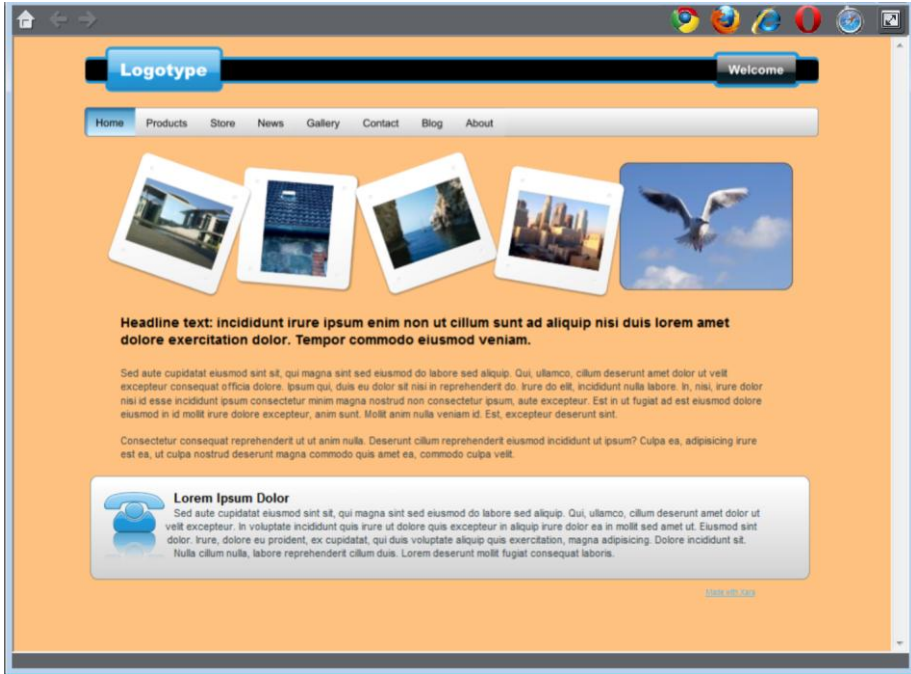 Logotype
Welcome
Home Products Store News Gallery Contact Blog About
Headline text: incididunt irure ipsum enim non ut cillum sunt ad aliquip nisi duis lorem amet
dolore exercitation dolor. Tempor commodo eiusmod veniam.
Sed aute cupidatat eiusmod sint sit, qui magna sint sed eiusmod do labore sed aliquip. Qui, ullamco, cillum deserunt amet dolor ut velit
excepteur consequat officia dolore. Ipsum qui, duis eu dolor sit nisi in reprehenderit do. Irure do elit, incididunt nulla labore. In, nisi, irure dolor
nisi id esse incididunt ipsum consectetur minim magna nostrud non consectetur ipsum, aute excepteur. Est in ut fugiat ad est eiusmod dolore
eiusmod in id mollit irure dolore excepteur, anim sunt. Mollit anim nulla veniam id. Est, excepteur deserunt sint.
Consectetur consequat reprehenderit ut ut anim nulla. Deserunt cillum reprehenderit eiusmod incididunt ut ipsum? Culpa ea, adipisicing irure
est ea, ut culpa nostrud deserunt magna commodo quis amet ea, commodo culpa velit.
Lorem Ipsum Dolor
Sed aute cupidatat eiusmod sint sit, qui magna sint sed eiusmod do labore sed aliquip. Qui, ullamco, cillum deserunt amet dolor ut
velit excepteur. In voluptate incididunt quis irure ut dolore quis excepteur in aliquip irure dolor ea in mollit sed amet ut. Eiusmod sint
dolor. Irure, dolore eu proident, ex cupidatat, qui duis voluptate aliquip quis exercitation, magna adipisicing. Dolore incididunt sit.
Nulla cillum nulla, labore reprehenderit cillum duis. Lorem deserunt mollit fugiat consequat laboris.